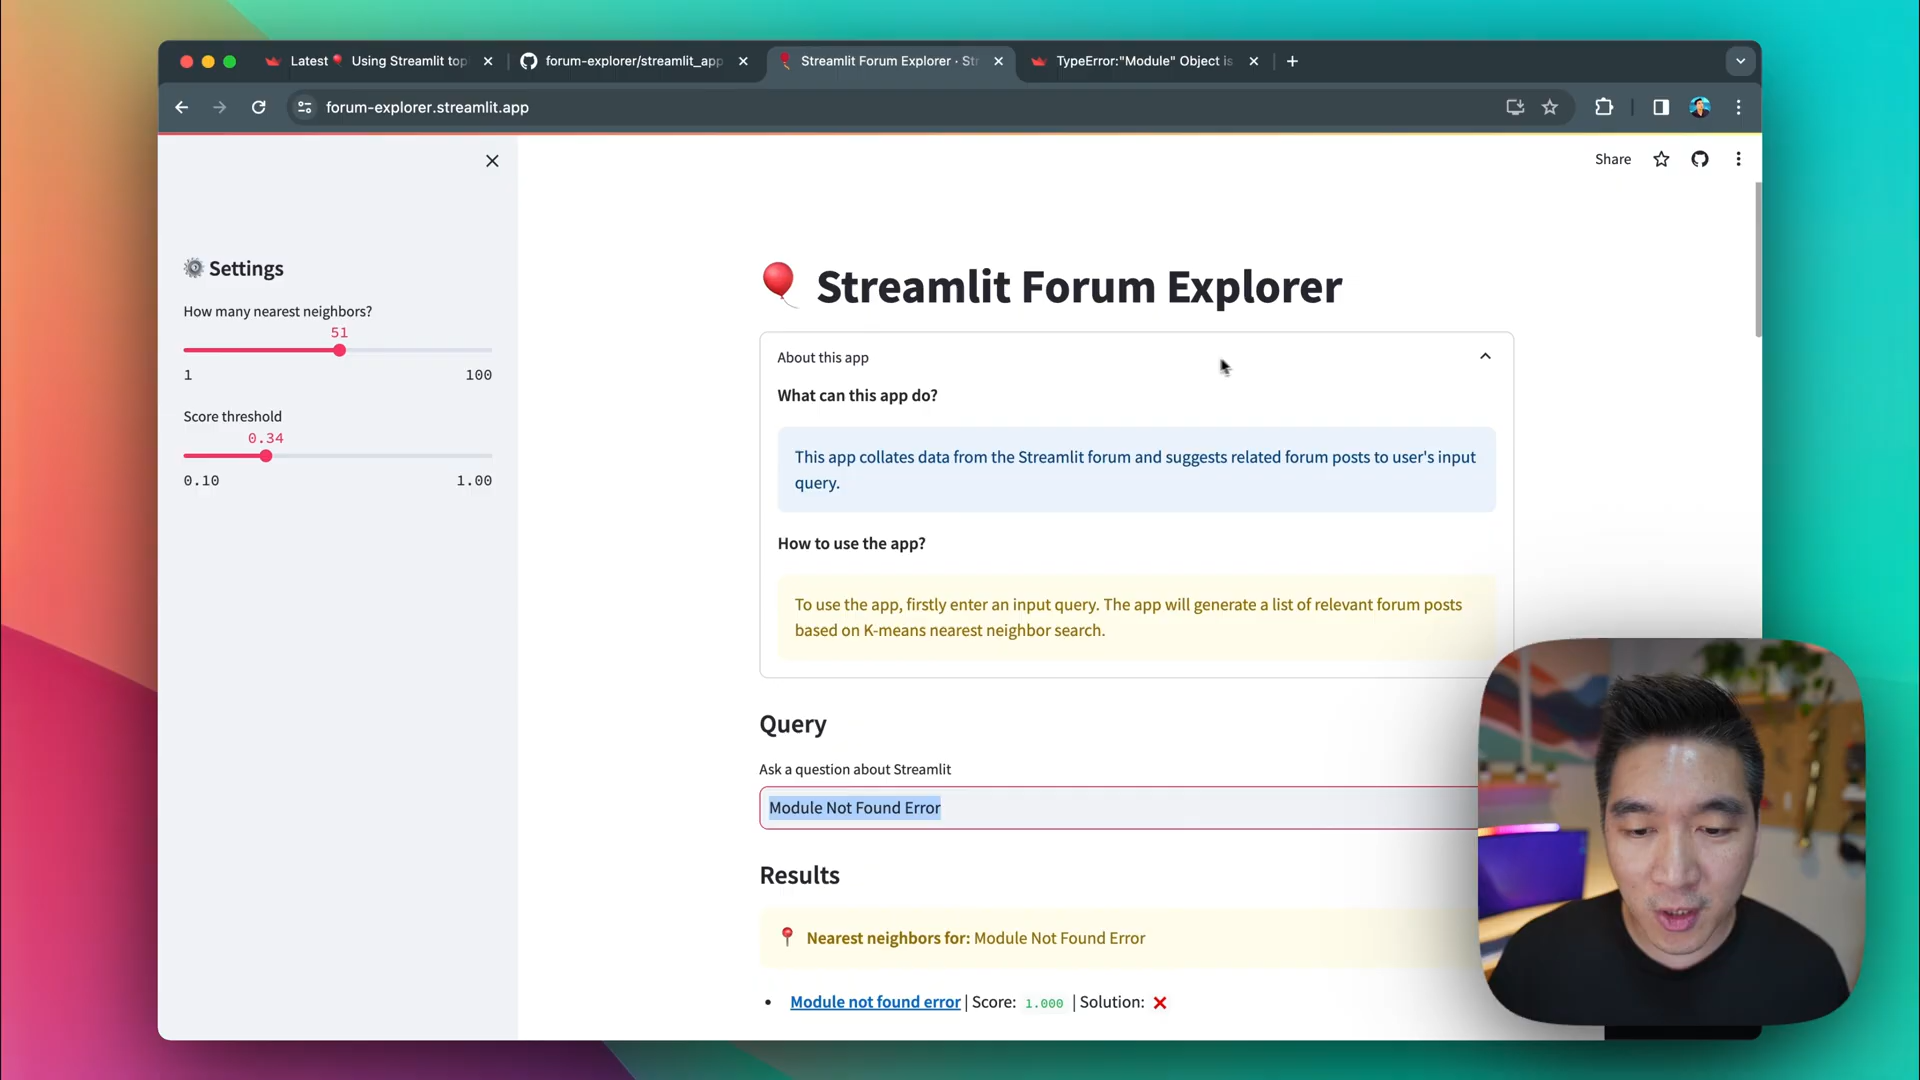 Latest Using Streamlit top
forum-explorer/streamlit_app
Streamlit Forum Explorer · Str
TypeError:"Module" Object is
forum-explorer.streamlit.app
Share
Settings
How many nearest neighbors?
51
1 100
Score threshold
0.34
0.10 1.00
Streamlit Forum Explorer
About this app
What can this app do?
This app collates data from the Streamlit forum and suggests related forum posts to user's input
query.
How to use the app?
To use the app, firstly enter an input query. The app will generate a list of relevant forum posts
based on K-means nearest neighbor search.
Query
Ask a question about Streamlit
Module Not Found Error
Results
Nearest neighbors for: Module Not Found Error
• Module not found error | Score: 1.000 | Solution: ❌